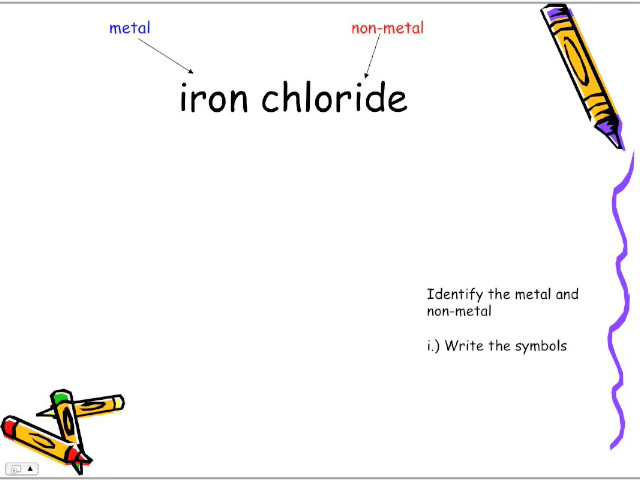 metal non-metal
iron chloride
Identify the metal and
non-metal
i.) Write the symbols